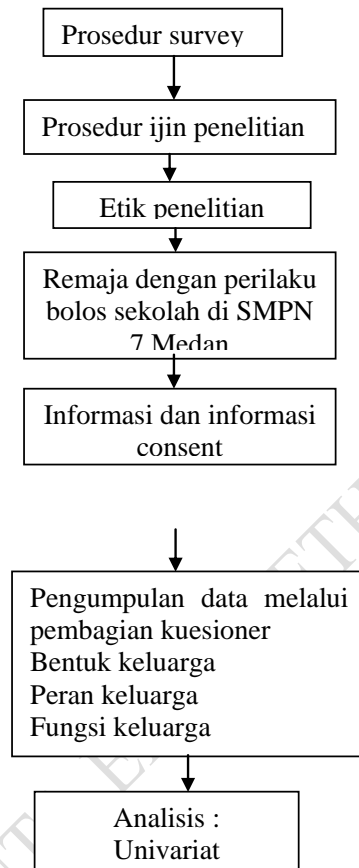 Prosedur survey
Prosedur ijin penelitian
Etik penelitian
Remaja dengan perilaku
bolos sekolah di SMPN
7 Medan
Informasi dan informasi
consent
Pengumpulan data melalui
pembagian kuesioner
Bentuk keluarga
Peran keluarga
Fungsi keluarga
Analisis :
Univariat